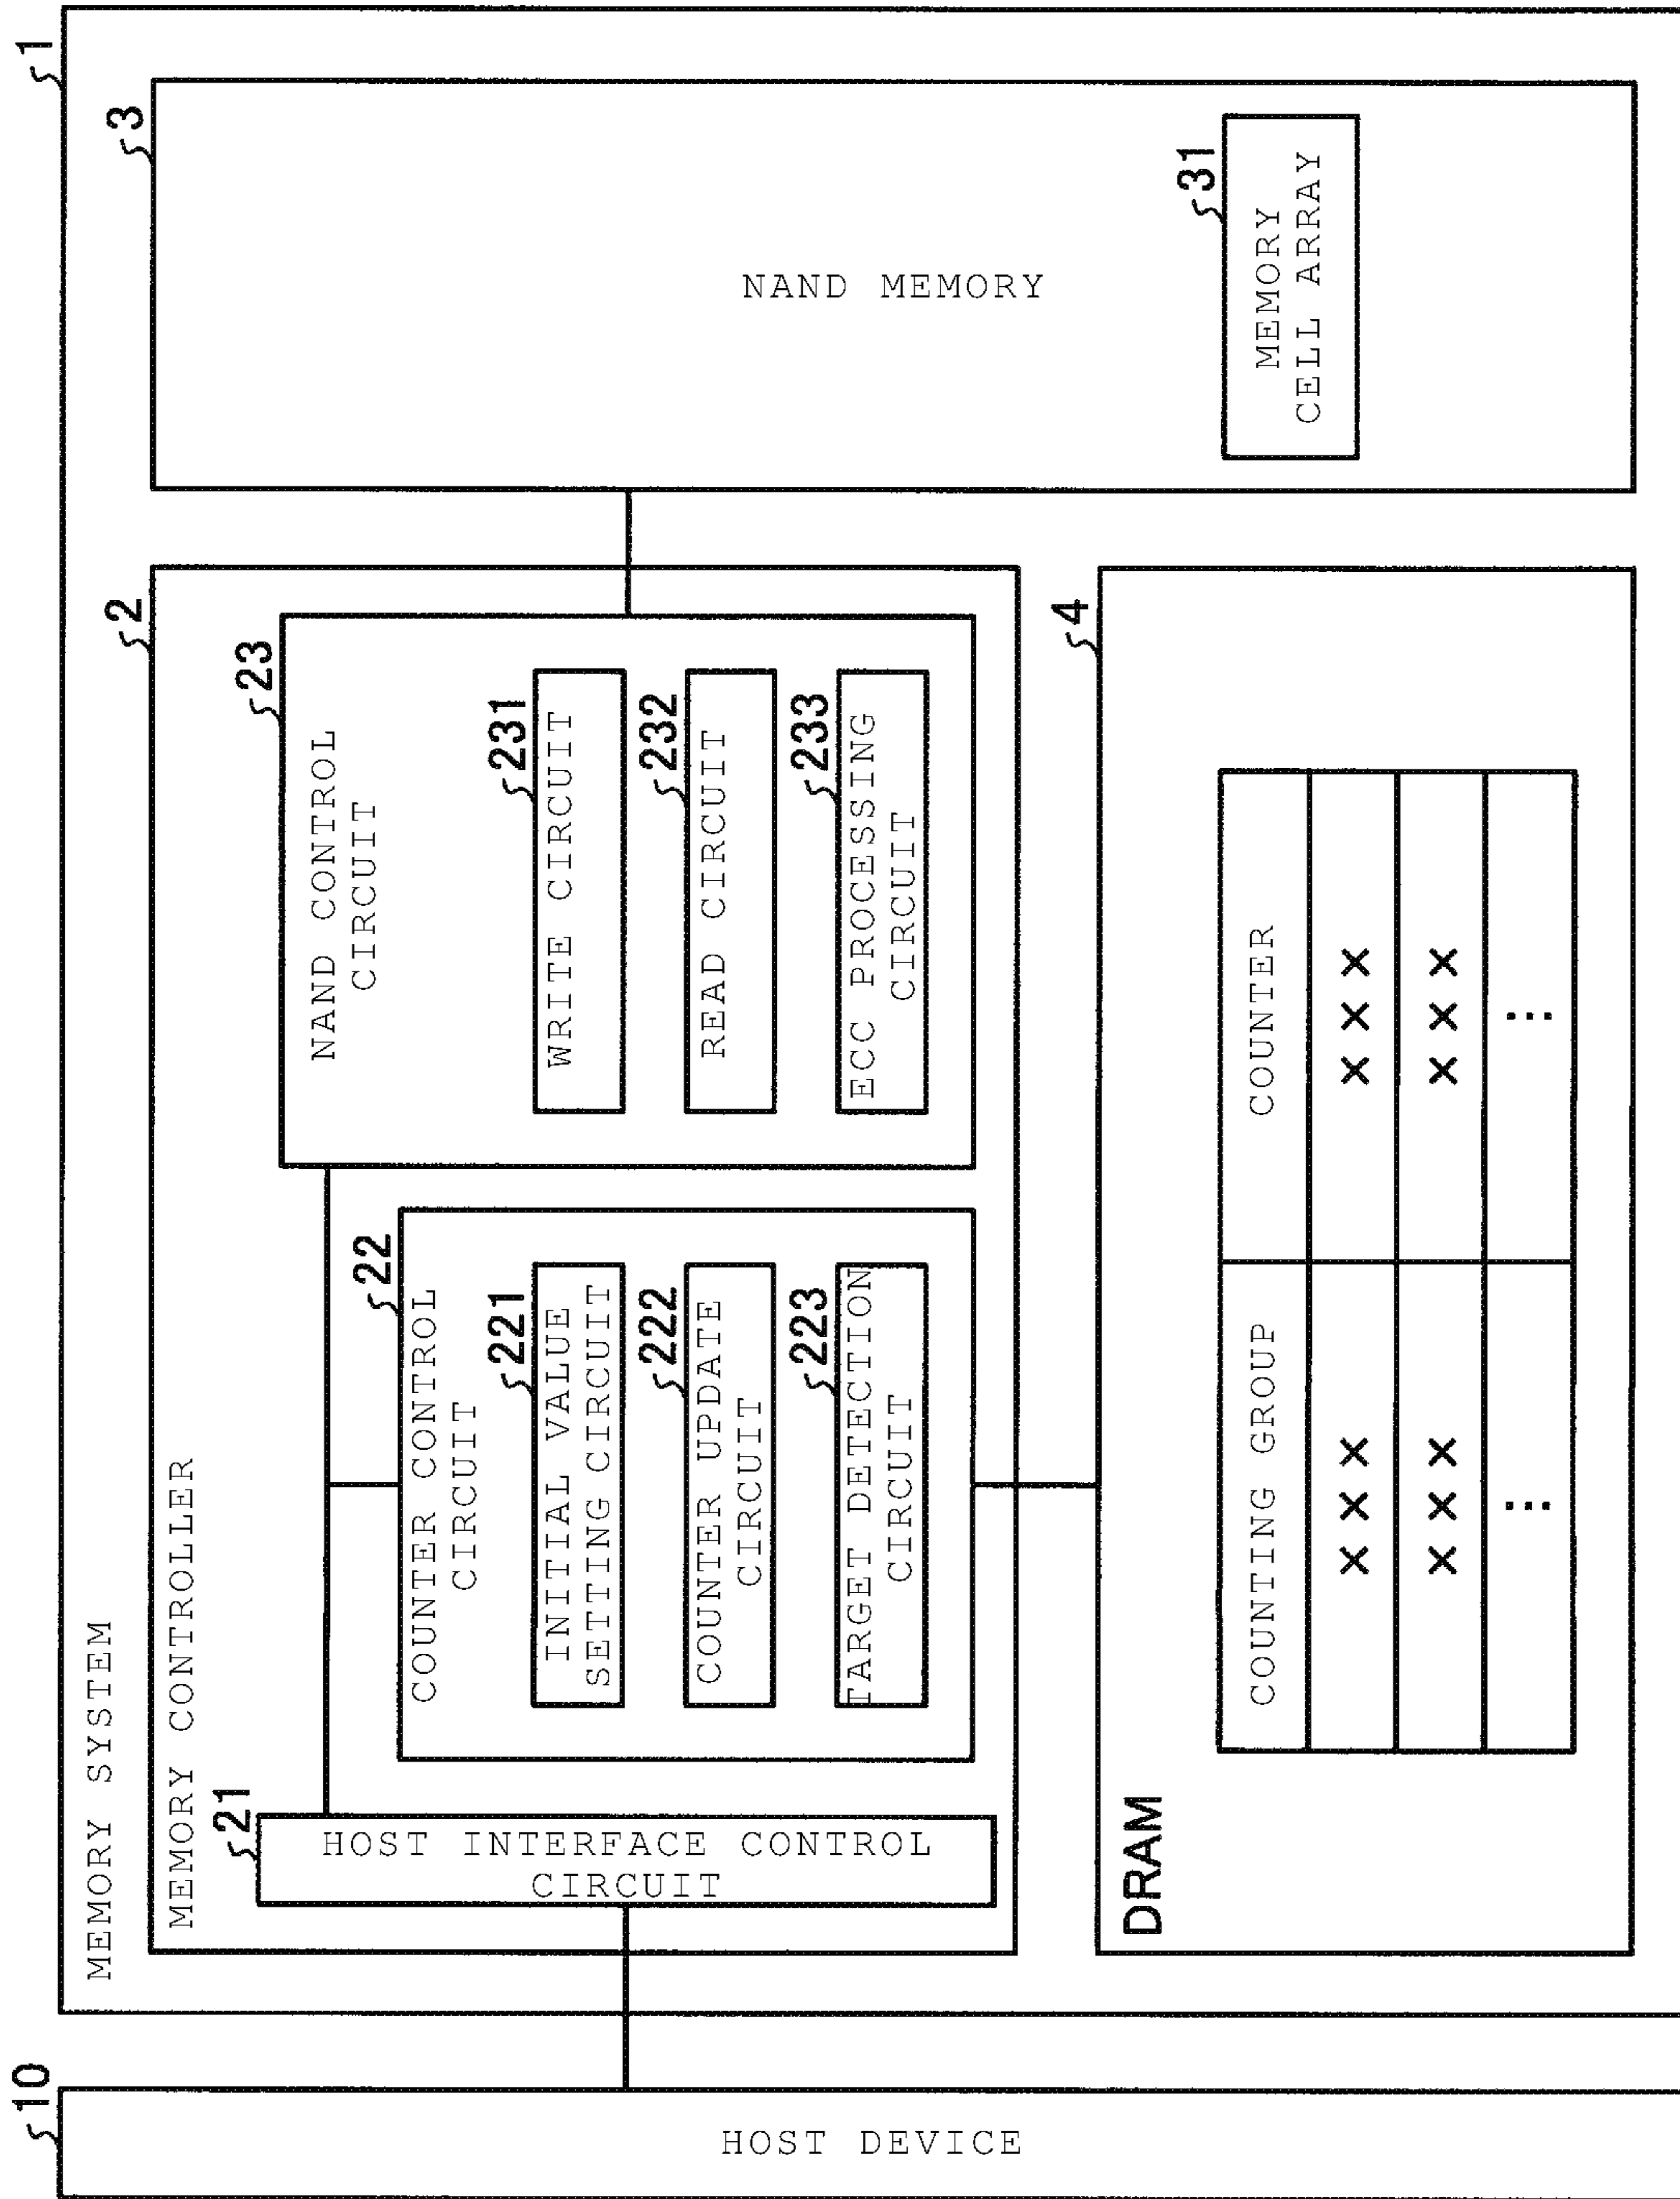 10
HOST DEVICE
1
MEMORY SYSTEM
2
MEMORY CONTROLLER
21
HOST INTERFACE CONTROL
CIRCUIT
22
COUNTER CONTROL
CIRCUIT
221
INITIAL VALUE
SETTING CIRCUIT
222
COUNTER UPDATE
CIRCUIT
223
TARGET DETECTION
CIRCUIT
23
NAND CONTROL
CIRCUIT
231
WRITE CIRCUIT
232
READ CIRCUIT
233
ECC PROCESSING
CIRCUIT
3
NAND MEMORY
31
MEMORY
CELL ARRAY
4
DRAM
COUNTING GROUP COUNTER
××× ×××
××× ×××
... ...